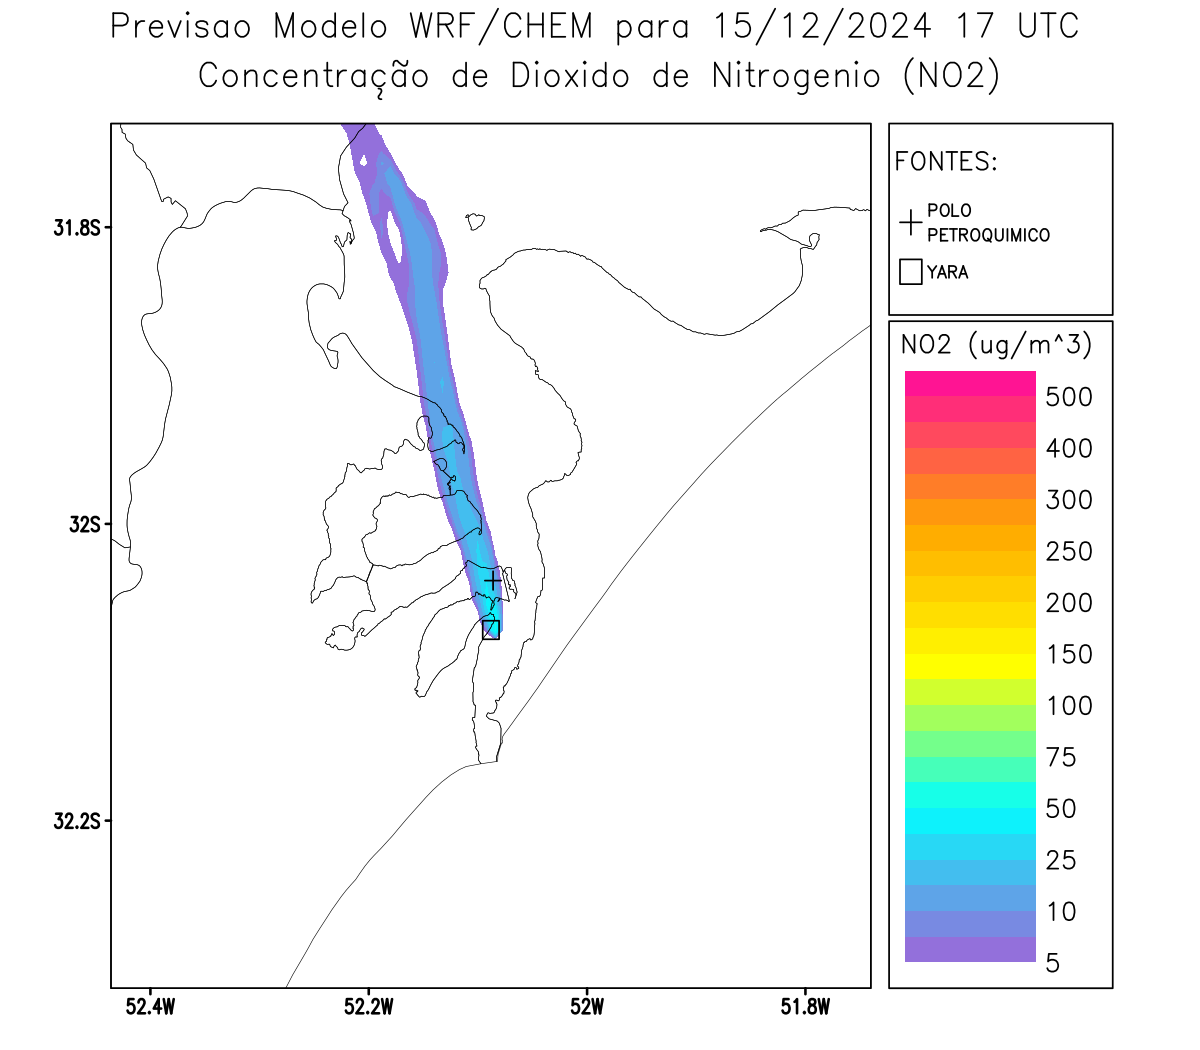 Previsao Modelo WRF/CHEM para 15/12/2024 17 UTC
Concentração de Dioxido de Nitrogenio (NO2)
FONTES:
POLO
PETROQUIMICO
YARA
31.8S
32S
32.2S
52.4W
52.2W
52W
51.8W
NO2 (ug/m^3)
500
400
300
250
200
150
100
75
50
25
10
5